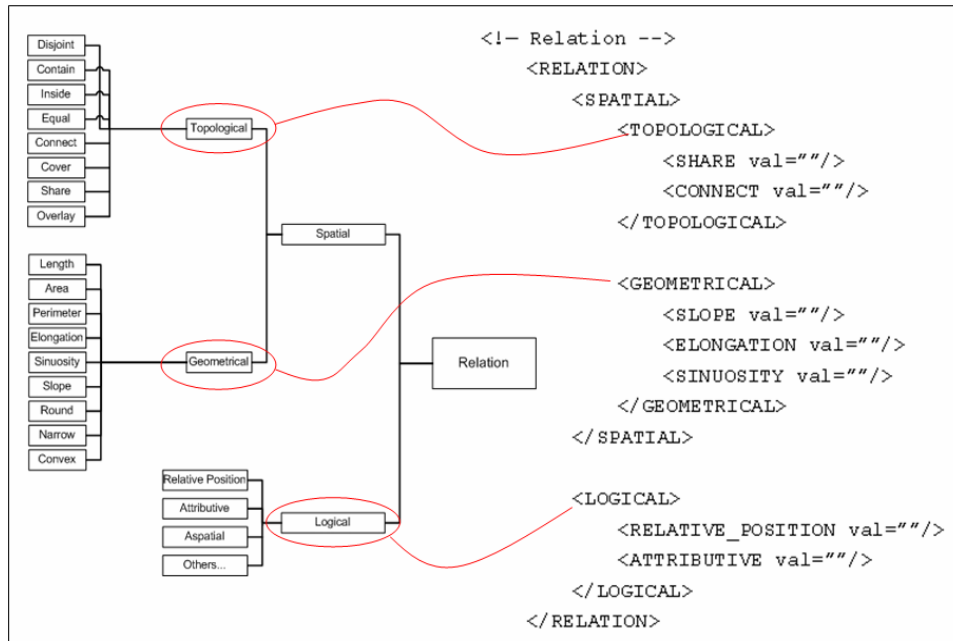 Disjoint
Contain
Inside
Equal
Connect
Cover
Share
Overlay
Topological
Spatial
Length
Area
Perimeter
Elongation
Sinuosity
Slope
Round
Narrow
Convex
Geometrical
Relation
Relative Position
Attributive
Aspatial
Others...
Logical
<!— Relation -->
<RELATION>
<SPATIAL>
<TOPOLOGICAL>
<SHARE val=””/>
<CONNECT val=””/>
</TOPOLOGICAL>
<GEOMETRICAL>
<SLOPE val=””/>
<ELONGATION val=””/>
<SINUOSITY val=””/>
</GEOMETRICAL>
</SPATIAL>
<LOGICAL>
<RELATIVE_POSITION val=””/>
<ATTRIBUTIVE val=””/>
</LOGICAL>
</RELATION>